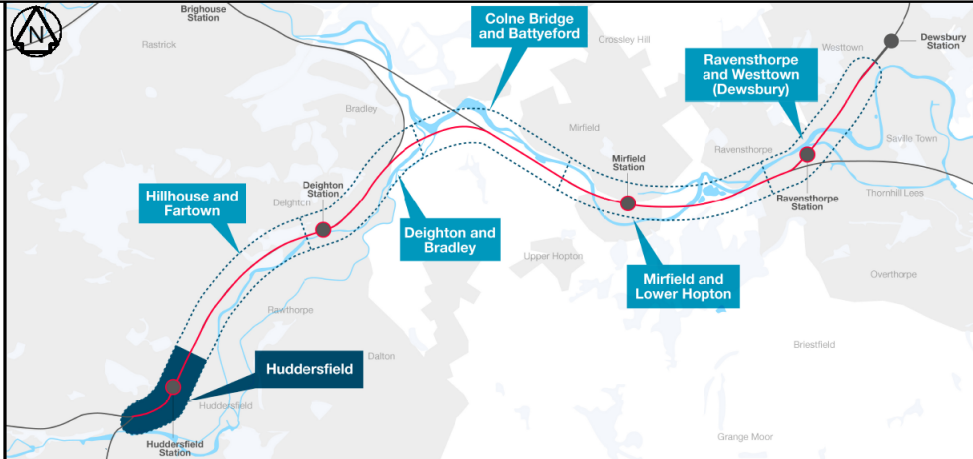 N
Brighouse
Station
Rastrick
Colne Bridge
and Battyeford
Crossley Hill
Westtown
Dewsbury
Station
Ravensthorpe
and Westtown
(Dewsbury)
Bradley
Mirfield
Ravensthorpe
Saville Town
Mirfield
Station
Deighton
Station
Deighton
Hillhouse and
Fartown
Ravensthorpe
Station
Thornhill Lees
Deighton and
Bradley
Upper Hopton
Mirfield and
Lower Hopton
Overthorpe
Rawthorpe
Briestfield
Dalton
Huddersfield
Huddersfield
Grange Moor
Huddersfield
Station